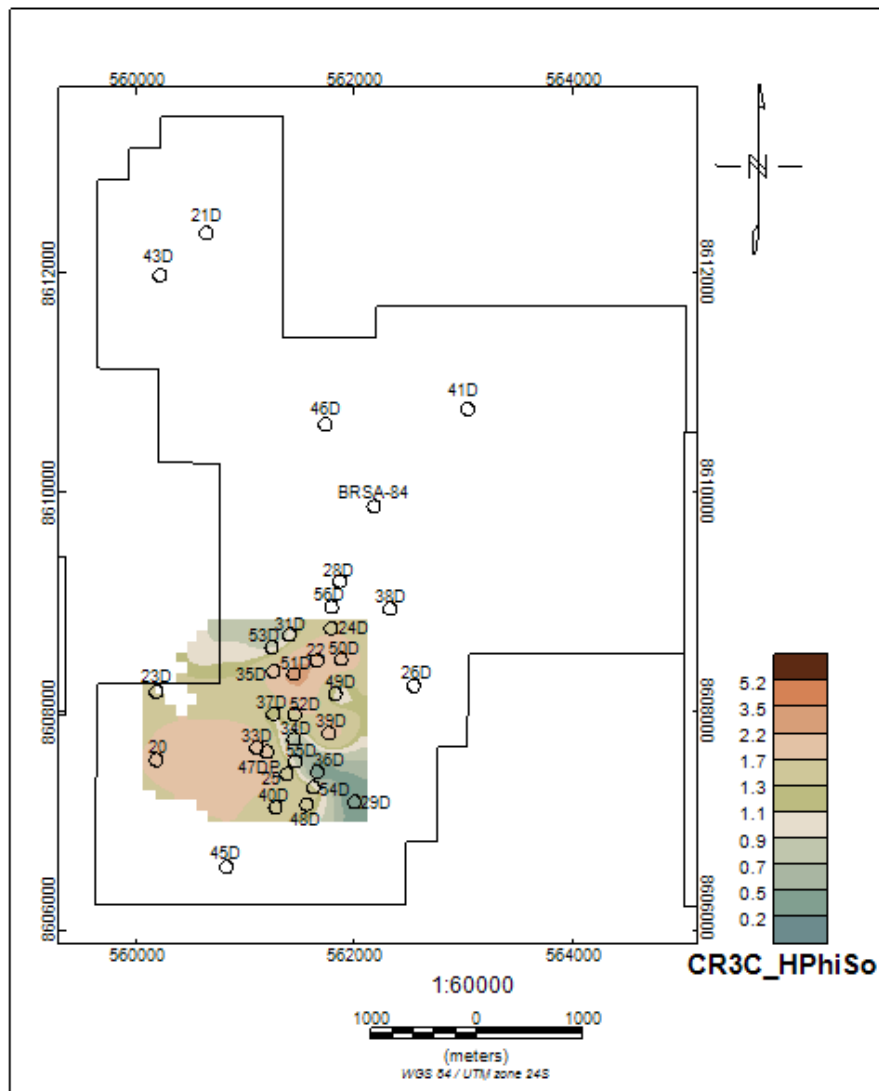 560000 562000 564000
N
21D
43D
8612000 8612000
41D
46D
8610000 8610000
BRSA-84
28D
56D 38D
31D 24D
53D 22 50D
35D 51D
23D 49D 26D
37D 52D
8608000 8608000
34D 39D
20 33D
55D 36D
47DP
25
40D 54D 29D
48D
45D
8606000 8606000
5.2
3.5
2.2
1.7
1.3
1.1
0.9
0.7
0.5
0.2
560000 562000 564000
CR3C_HPhiSo
1:60000
1000 0 1000
(meters)
WGS 84 / UTM zone 24S